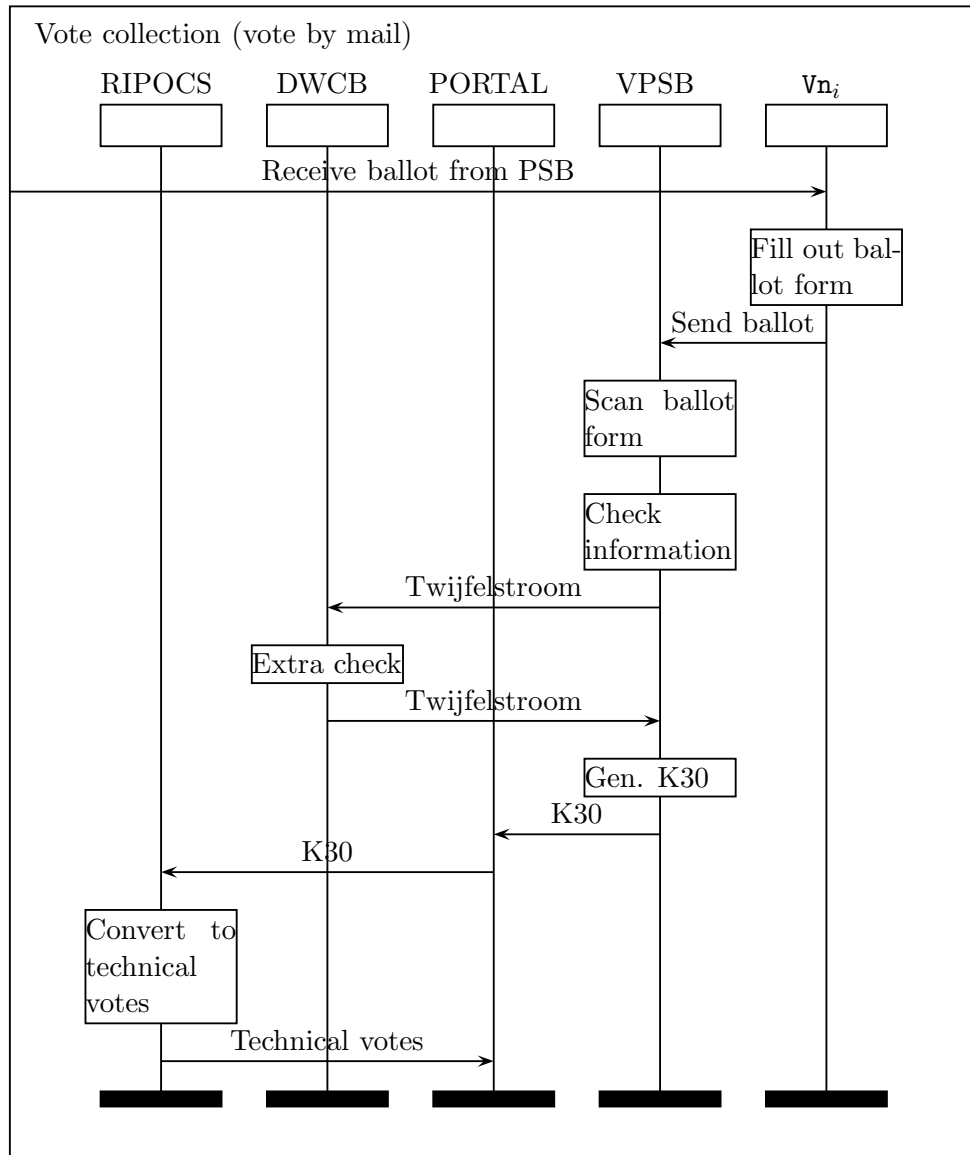 Vote collection (vote by mail)
RIPOCS DWCB PORTAL VPSB Vnᵢ
Receive ballot from PSB
Fill out bal-
lot form
Send ballot
Scan ballot
form
Check
information
Twijfelstroom
Extra check
Twijfelstroom
Gen. K30
K30
K30
Convert to
technical
votes
Technical votes